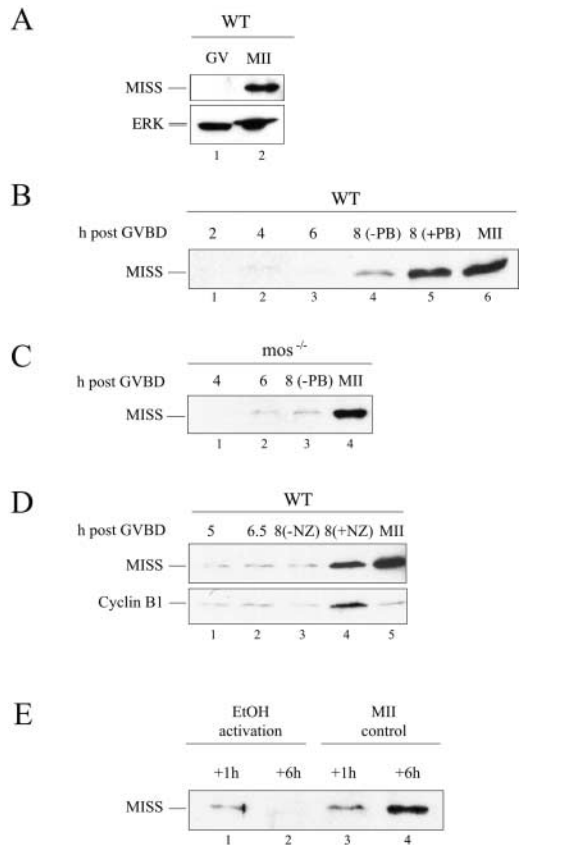 A
WT
GV MII
MISS
ERK
1 2
B
WT
h post GVBD 2 4 6 8 (-PB) 8 (+PB) MII
MISS
1 2 3 4 5 6
C
mos -/-
h post GVBD 4 6 8 (-PB) MII
MISS
1 2 3 4
D
WT
h post GVBD 5 6.5 8(-NZ) 8(+NZ) MII
MISS
Cyclin B1
1 2 3 4 5
E
EtOH MII
activation control
+1h +6h +1h +6h
MISS
1 2 3 4